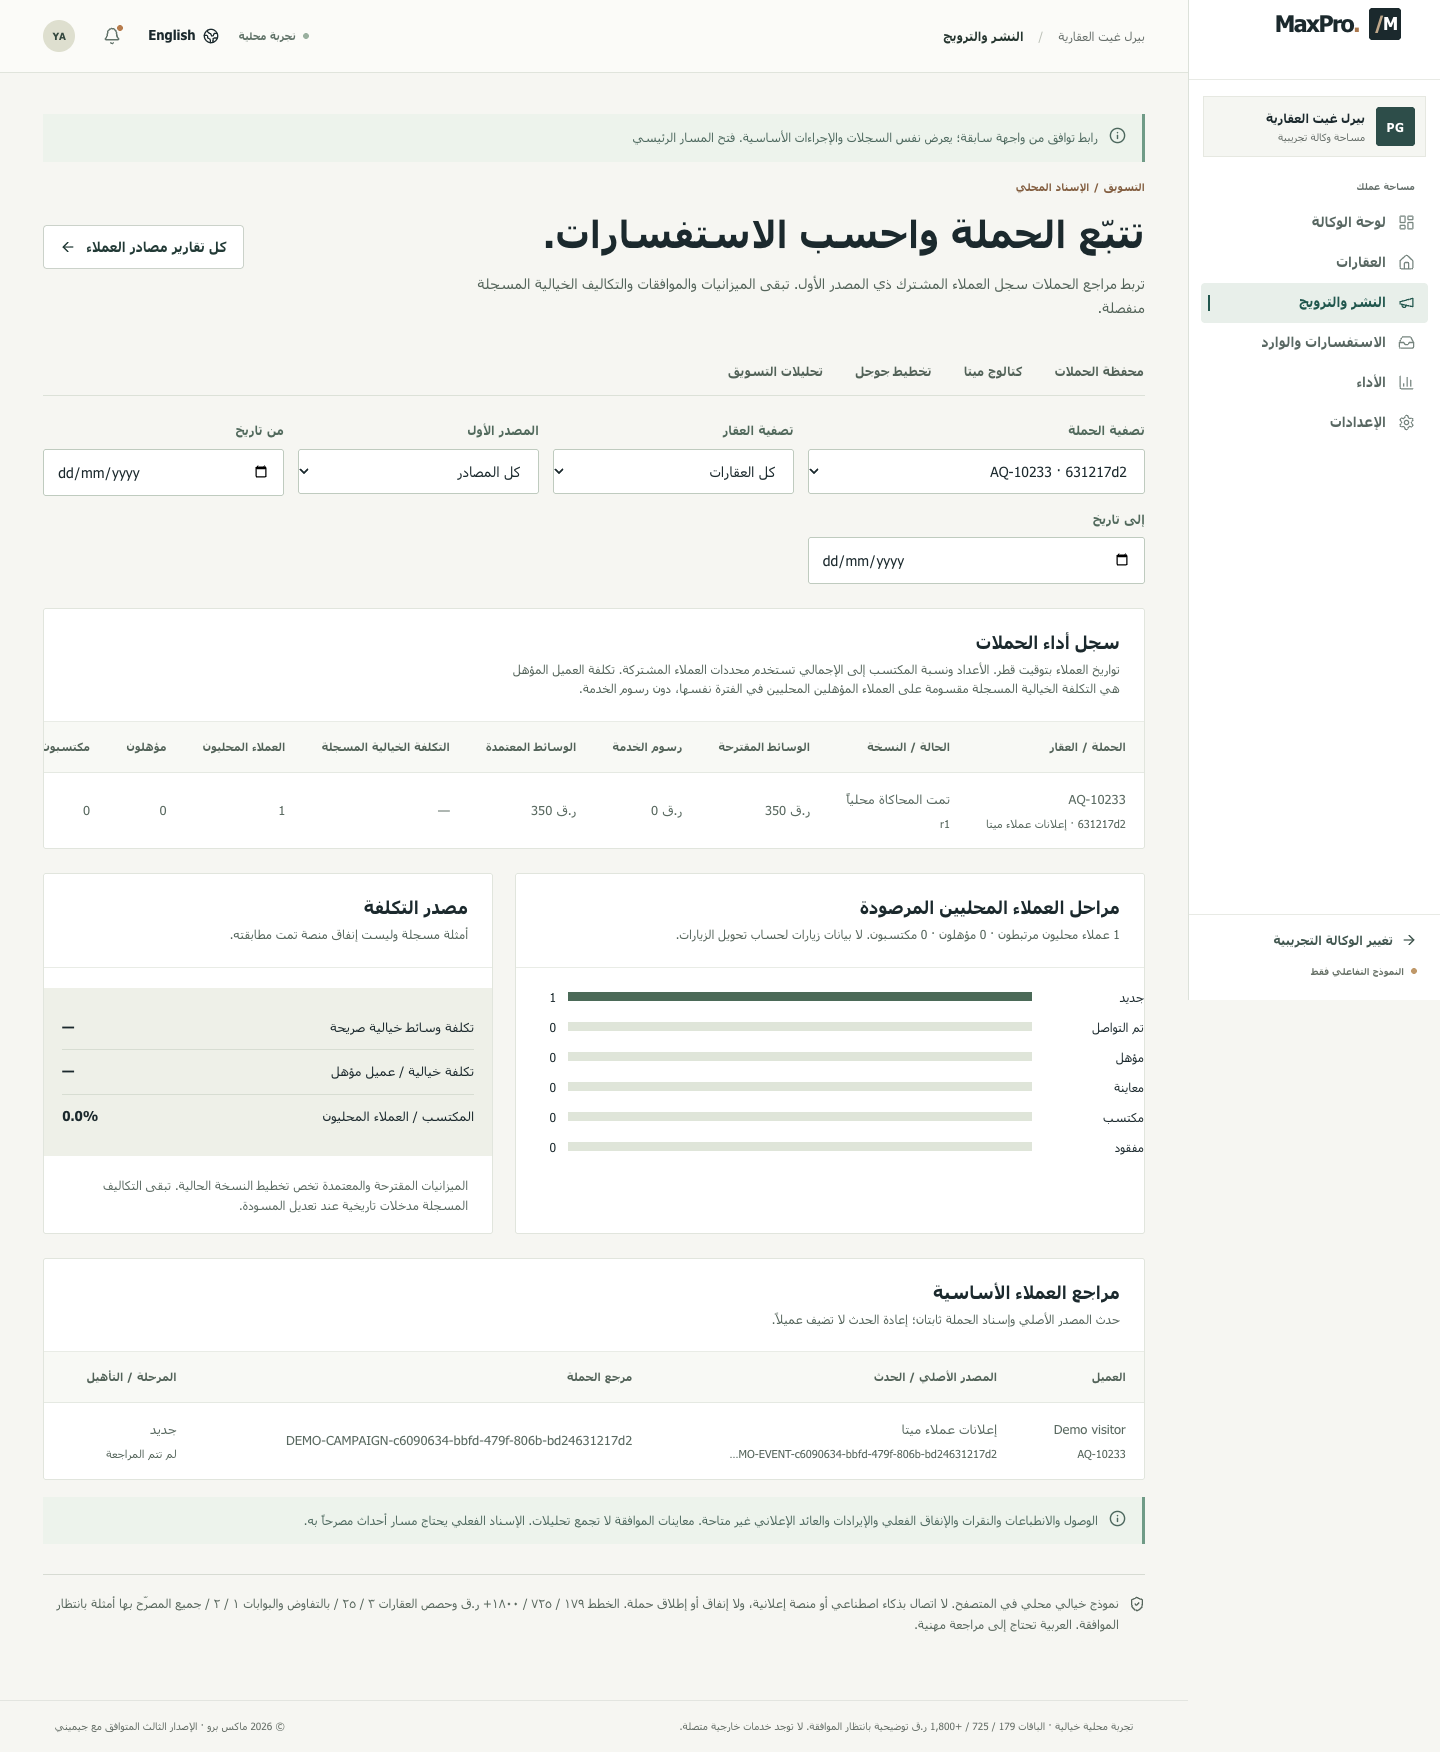 MaxPro.
/M
بيرل غيت العقارية
مساحة وكالة تجريبية
PG
مساحة عملك
لوحة الوكالة
العقارات
النشر والترويج
الاستفسارات والوارد
الأداء
الإعدادات
تغيير الوكالة التجريبية
النموذج التفاعلي فقط
بيرل غيت العقارية / النشر والترويج
تجربة محلية
English
YA
رابط توافق من واجهة سابقة؛ يعرض نفس السجلات والإجراءات الأساسية. فتح المسار الرئيسي
التسويق / الإسناد المحلي
تتبّع الحملة واحسب الاستفسارات.
كل تقارير مصادر العملاء
تربط مراجع الحملات سجل العملاء المشترك ذي المصدر الأول. تبقى الميزانيات والموافقات والتكاليف الخيالية المسجلة
منفصلة.
محفظة الحملات كتالوج ميتا تخطيط جوجل تحليلات التسويق
تصفية الحملة تصفية العقار المصدر الأول من تاريخ
AQ-10233 · 631217d2 كل العقارات كل المصادر dd/mm/yyyy
إلى تاريخ
dd/mm/yyyy
سجل أداء الحملات
تواريخ العملاء بتوقيت قطر. الأعداد ونسبة المكتسب إلى الإجمالي تستخدم محددات العملاء المشتركة. تكلفة العميل المؤهل
هي التكلفة الخيالية المسجلة مقسومة على العملاء المؤهلين المحليين في الفترة نفسها، دون رسوم الخدمة.
الحملة / العقار الحالة / النسخة الوسائط المقترحة رسوم الخدمة الوسائط المعتمدة التكلفة الخيالية المسجلة العملاء المحليون مؤهلون مكتسبون
AQ-10233 تمت المحاكاة محلياً ر.ق 350 ر.ق 0 ر.ق 350 — 1 0 0
631217d2 · إعلانات عملاء ميتا r1
مراحل العملاء المحليين المرصودة
1 عملاء محليون مرتبطون · 0 مؤهلون · 0 مكتسبون. لا بيانات زيارات لحساب تحويل الزيارات.
جديد 1
تم التواصل 0
مؤهل 0
معاينة 0
مكتسب 0
مفقود 0
مصدر التكلفة
أمثلة مسجلة وليست إنفاق منصة تمت مطابقته.
تكلفة وسائط خيالية صريحة —
تكلفة خيالية / عميل مؤهل —
المكتسب / العملاء المحليون 0.0%
الميزانيات المقترحة والمعتمدة تخص تخطيط النسخة الحالية. تبقى التكاليف
المسجلة مدخلات تاريخية عند تعديل المسودة.
مراجع العملاء الأساسية
حدث المصدر الأصلي وإسناد الحملة ثابتان؛ إعادة الحدث لا تضيف عميلاً.
العميل المصدر الأصلي / الحدث مرجع الحملة المرحلة / التأهيل
Demo visitor إعلانات عملاء ميتا DEMO-CAMPAIGN-c6090634-bbfd-479f-806b-bd24631217d2 جديد
AQ-10233 ...MO-EVENT-c6090634-bbfd-479f-806b-bd24631217d2 لم تتم المراجعة
الوصول والانطباعات والنقرات والإنفاق الفعلي والإيرادات والعائد الإعلاني غير متاحة. معاينات الموافقة لا تجمع تحليلات. الإسناد الفعلي يحتاج مسار أحداث مصرحاً به.
نموذج خيالي محلي في المتصفح. لا اتصال بذكاء اصطناعي أو منصة إعلانية، ولا إنفاق أو إطلاق حملة. الخطط ١٧٩ / ٧٢٥ / ١٨٠٠+ ر.ق وحصص العقارات ٣ / ٢٥ / بالتفاوض والبوابات ١ / ٢ / جميع المصرّح بها أمثلة بانتظار
الموافقة. العربية تحتاج إلى مراجعة مهنية.
تجربة محلية خيالية · الباقات 179 / 725 / +1,800 ر.ق توضيحية بانتظار الموافقة. لا توجد خدمات خارجية متصلة.
© 2026 ماكس برو · الإصدار الثالث المتوافق مع جيميني